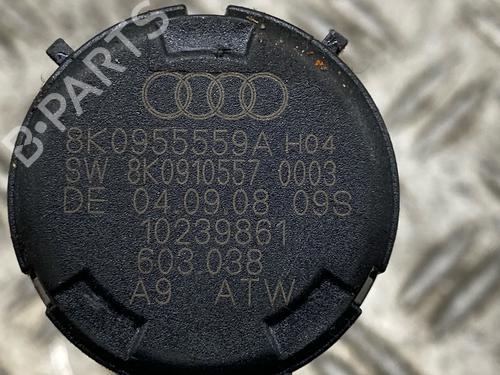 B-PARTS
8K0955559A H04
SW 8K0910557 0003
DE 04.09.08 09S
10239861
603 038
A9 ATW